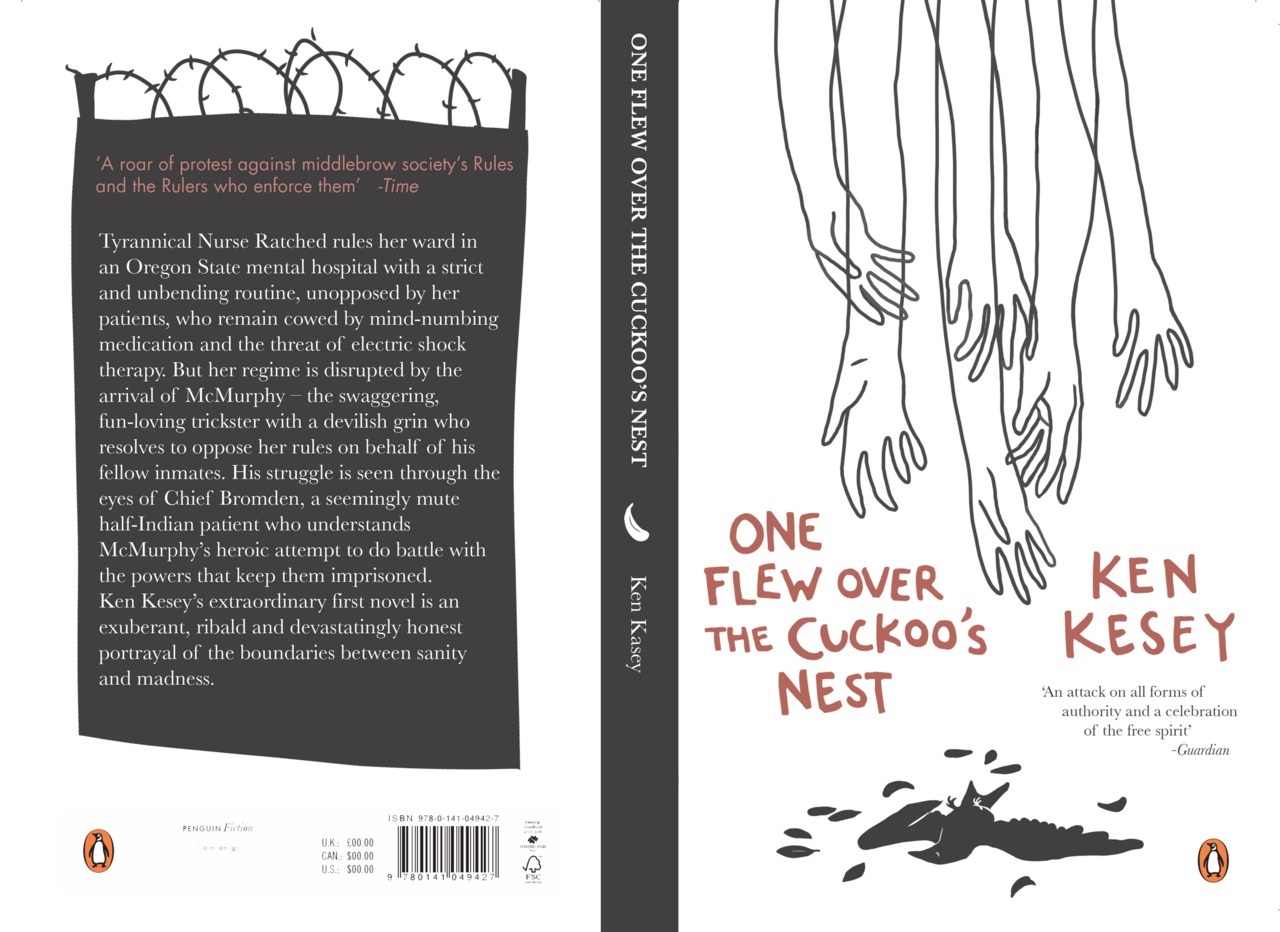 'A roar of protest against middlebrow society's Rules
and the Rulers who enforce them' -Time
Tyrannical Nurse Ratched rules her ward in
an Oregon State mental hospital with a strict
and unbending routine, unopposed by her
patients, who remain cowed by mind-numbing
medication and the threat of electric shock
therapy. But her regime is disrupted by the
arrival of McMurphy – the swaggering,
fun-loving trickster with a devilish grin who
resolves to oppose her rules on behalf of his
fellow inmates. His struggle is seen through the
eyes of Chief Bromden, a seemingly mute
half-Indian patient who understands
McMurphy's heroic attempt to do battle with
the powers that keep them imprisoned.
Ken Kesey's extraordinary first novel is an
exuberant, ribald and devastatingly honest
portrayal of the boundaries between sanity
and madness.
PENGUIN Fiction
U.K.: £00.00
CAN.: $00.00
U.S.: $00.00
ISBN 978-0-141-04942-7
9 780141 049427
FSC
ONE FLEW OVER THE CUCKOO'S NEST
Ken Kasey
ONE
FLEW OVER
THE CUCKOO'S
NEST
KEN
KESEY
'An attack on all forms of
authority and a celebration
of the free spirit'
-Guardian